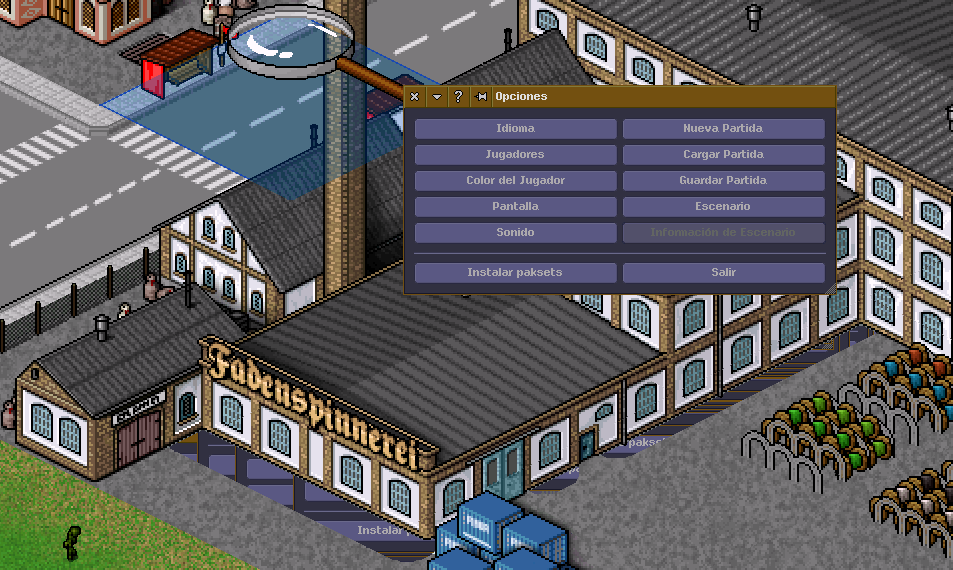 Opciones
Idioma
Nueva Partida
Jugadores
Cargar Partida
Color del Jugador
Guardar Partida
Pantalla
Escenario
Sonido
Información de Escenario
Instalar paksets
Salir
Fadenspinnerei
Instalar